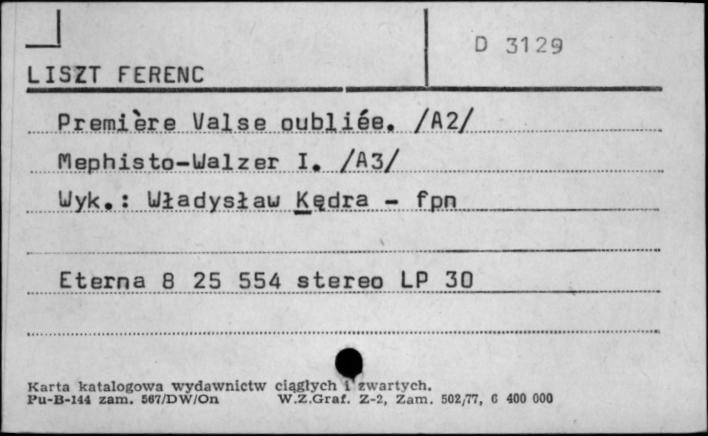 D 3129
LISZT FERENC
Première Valse oubliée. /A2/
Mephisto-Walzer I. /A3/
Wyk.: Władysław Kędra - fpn
Eterna 8 25 554 stereo LP 30
Karta katalogowa wydawnictw ciągłych i zwartych.
Pu-B-144 zam. 567/DW/On W.Z.Graf. Z-2, Zam. 502/77, C 400 000